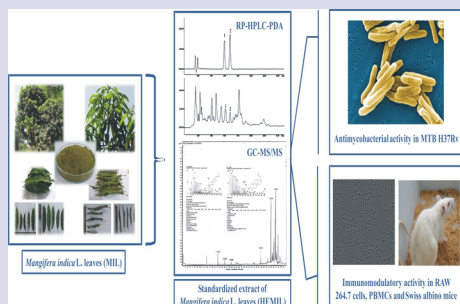 RP-HPLC-PDA
GC-MS/MS
Mangifera indica L. leaves (MIL)
Standardized extract of
Mangifera indica L. leaves (HEMIL)
Antimycobacterial activity in MTB H37Rv
Immunomodulatory activity in RAW
264.7 cells, PBMCs and Swiss albino mice